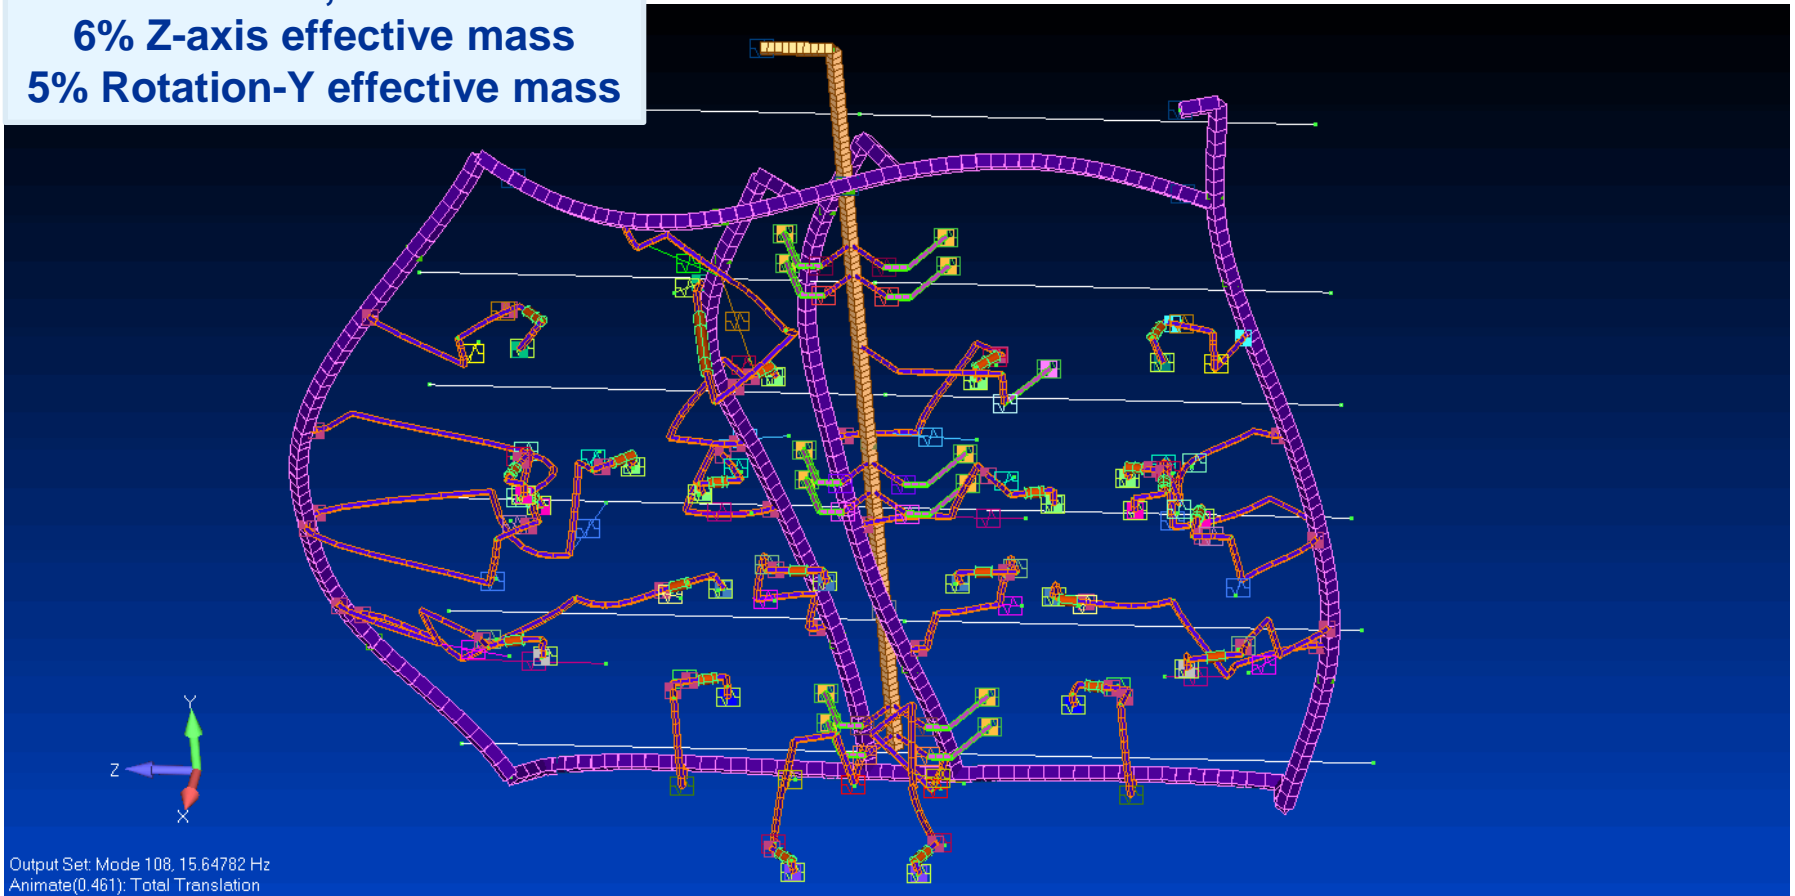 6% Z-axis effective mass
5% Rotation-Y effective mass
Y
Z
X
Output Set: Mode 108, 15.64782 Hz
Animate(0.461): Total Translation